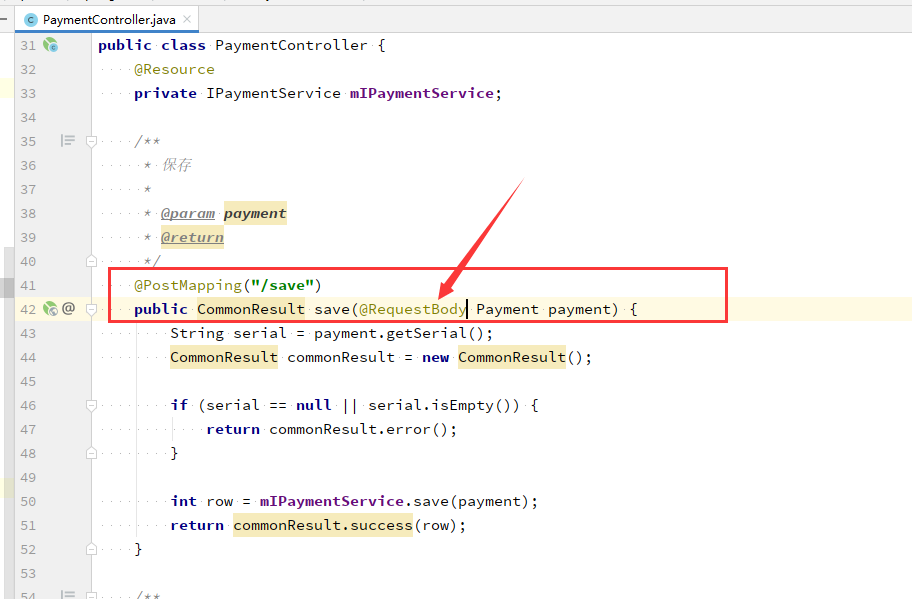 PaymentController.java
31 public class PaymentController {
32 @Resource
33 private IPaymentService mIPaymentService;
34
35 /**
36 * 保存
37 *
38 * @param payment
39 * @return
40 */
41 @PostMapping("/save")
42 public CommonResult save(@RequestBody Payment payment) {
43 String serial = payment.getSerial();
44 CommonResult commonResult = new CommonResult();
45
46 if (serial == null || serial.isEmpty()) {
47 return commonResult.error();
48 }
49
50 int row = mIPaymentService.save(payment);
51 return commonResult.success(row);
52 }
53
54 /**